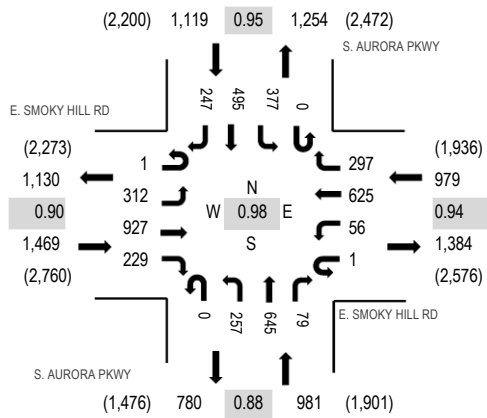 (2,200) 1,119 0.95 1,254 (2,472)
S. AURORA PKWY
247 495 377 0
E. SMOKY HILL RD
(2,273) (1,936)
1 297
1,130 979
312 N 625
0.90 W 0.98 E 0.94
927 56
1,469 S 1,384
229 1
(2,760) (2,576)
0 257 645 79
E. SMOKY HILL RD
S. AURORA PKWY
(1,476) 780 0.88 981 (1,901)